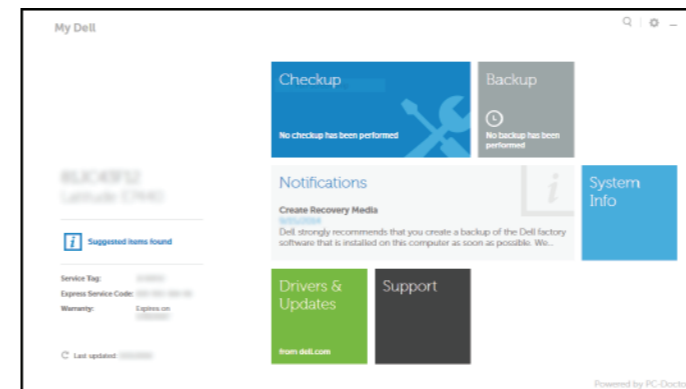 My Dell
Checkup
No checkup has been performed
Backup
No backup has been
performed
Notifications
Create Recovery Media
Dell strongly recommends that you create a backup of the Dell factory
software that is installed on this computer as soon as possible. We...
System
Info
Suggested items found
Service Tag:
Express Service Code:
Warranty: Expires on
Last updated:
Drivers &
Updates
from dell.com
Support
Powered by PC-Docto